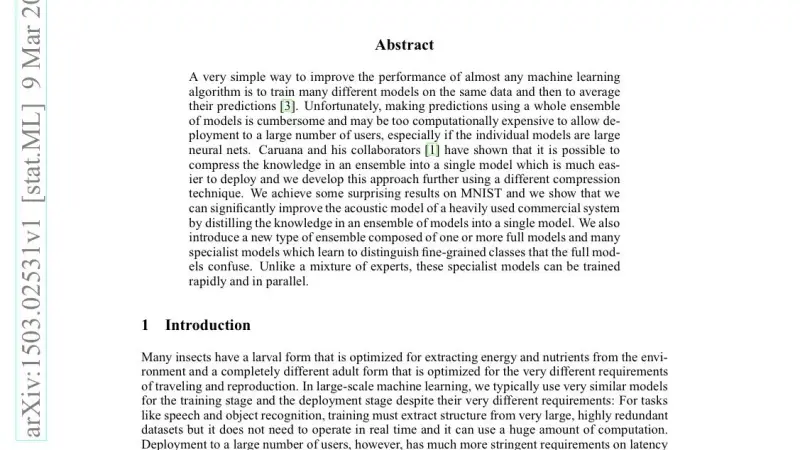 arXiv:1503.02531v1 [stat.ML] 9 Mar 20
Abstract
A very simple way to improve the performance of almost any machine learning
algorithm is to train many different models on the same data and then to average
their predictions [3]. Unfortunately, making predictions using a whole ensemble
of models is cumbersome and may be too computationally expensive to allow de-
ployment to a large number of users, especially if the individual models are large
neural nets. Caruana and his collaborators [1] have shown that it is possible to
compress the knowledge in an ensemble into a single model which is much eas-
ier to deploy and we develop this approach further using a different compression
technique. We achieve some surprising results on MNIST and we show that we
can significantly improve the acoustic model of a heavily used commercial system
by distilling the knowledge in an ensemble of models into a single model. We also
introduce a new type of ensemble composed of one or more full models and many
specialist models which learn to distinguish fine-grained classes that the full mod-
els confuse. Unlike a mixture of experts, these specialist models can be trained
rapidly and in parallel.
1 Introduction
Many insects have a larval form that is optimized for extracting energy and nutrients from the envi-
ronment and a completely different adult form that is optimized for the very different requirements
of traveling and reproduction. In large-scale machine learning, we typically use very similar models
for the training stage and the deployment stage despite their very different requirements: For tasks
like speech and object recognition, training must extract structure from very large, highly redundant
datasets but it does not need to operate in real time and it can use a huge amount of computation.
Deployment to a large number of users, however, has much more stringent requirements on latency